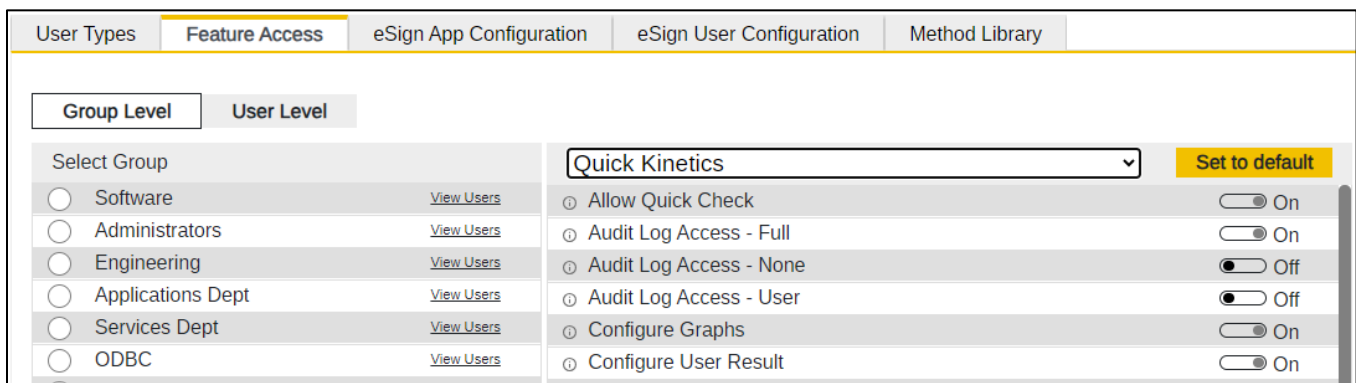 User Types Feature Access eSign App Configuration eSign User Configuration Method Library
Group Level User Level
Select Group Quick Kinetics Set to default
Software View Users Allow Quick Check On
Administrators View Users Audit Log Access - Full On
Engineering View Users Audit Log Access - None Off
Applications Dept View Users Audit Log Access - User Off
Services Dept View Users Configure Graphs On
ODBC View Users Configure User Result On